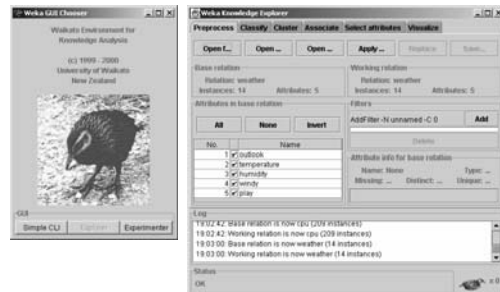 Weka GUI Chooser
Waikato Environment for
Knowledge Analysis
(c) 1999 - 2000
University of Waikato
New Zealand
GUI
Simple CLI Explorer Experimenter
Weka Knowledge Explorer
Preprocess Classify Cluster Associate Select attributes Visualize
Open f... Open ... Open ... Apply ... Replace Save...
Base relation
Relation: weather
Instances: 14 Attributes: 5
Working relation
Relation: weather
Instances: 14 Attributes: 5
Attributes in base relation
All None Invert
No. Name
1 outlook
2 temperature
3 humidity
4 windy
5 play
Filters
AddFilter -N unnamed -C 0 Add
Delete
Attribute info for base relation
Name: None Type: ...
Missing: ... Distinct: ... Unique: ...
Log
19:02:42: Base relation is now cpu (209 instances)
19:02:42: Working relation is now cpu (209 instances)
19:03:00: Base relation is now weather (14 instances)
19:03:00: Working relation is now weather (14 instances)
Status
OK
x 0